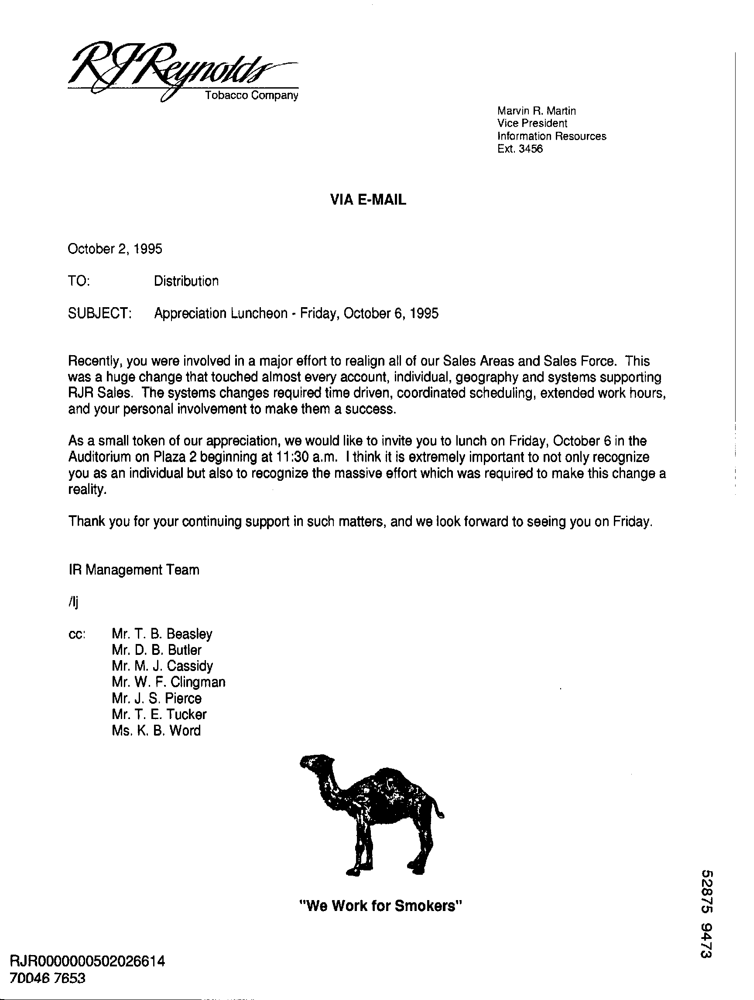 RJReynolds
Tobacco Company
Marvin R. Martin
Vice President
Information Resources
Ext. 3456
VIA E-MAIL
October 2, 1995
TO: Distribution
SUBJECT: Appreciation Luncheon - Friday, October 6, 1995
Recently, you were involved in a major effort to realign all of our Sales Areas and Sales Force. This
was a huge change that touched almost every account, individual, geography and systems supporting
RJR Sales. The systems changes required time driven, coordinated scheduling, extended work hours,
and your personal involvement to make them a success.
As a small token of our appreciation, we would like to invite you to lunch on Friday, October 6 in the
Auditorium on Plaza 2 beginning at 11:30 a.m. I think it is extremely important to not only recognize
you as an individual but also to recognize the massive effort which was required to make this change a
reality.
Thank you for your continuing support in such matters, and we look forward to seeing you on Friday.
IR Management Team
/lj
cc: Mr. T. B. Beasley
Mr. D. B. Butler
Mr. M. J. Cassidy
Mr. W. F. Clingman
Mr. J. S. Pierce
Mr. T. E. Tucker
Ms. K. B. Word
"We Work for Smokers"
52875 9473
RJR0000000502026614
70046 7653